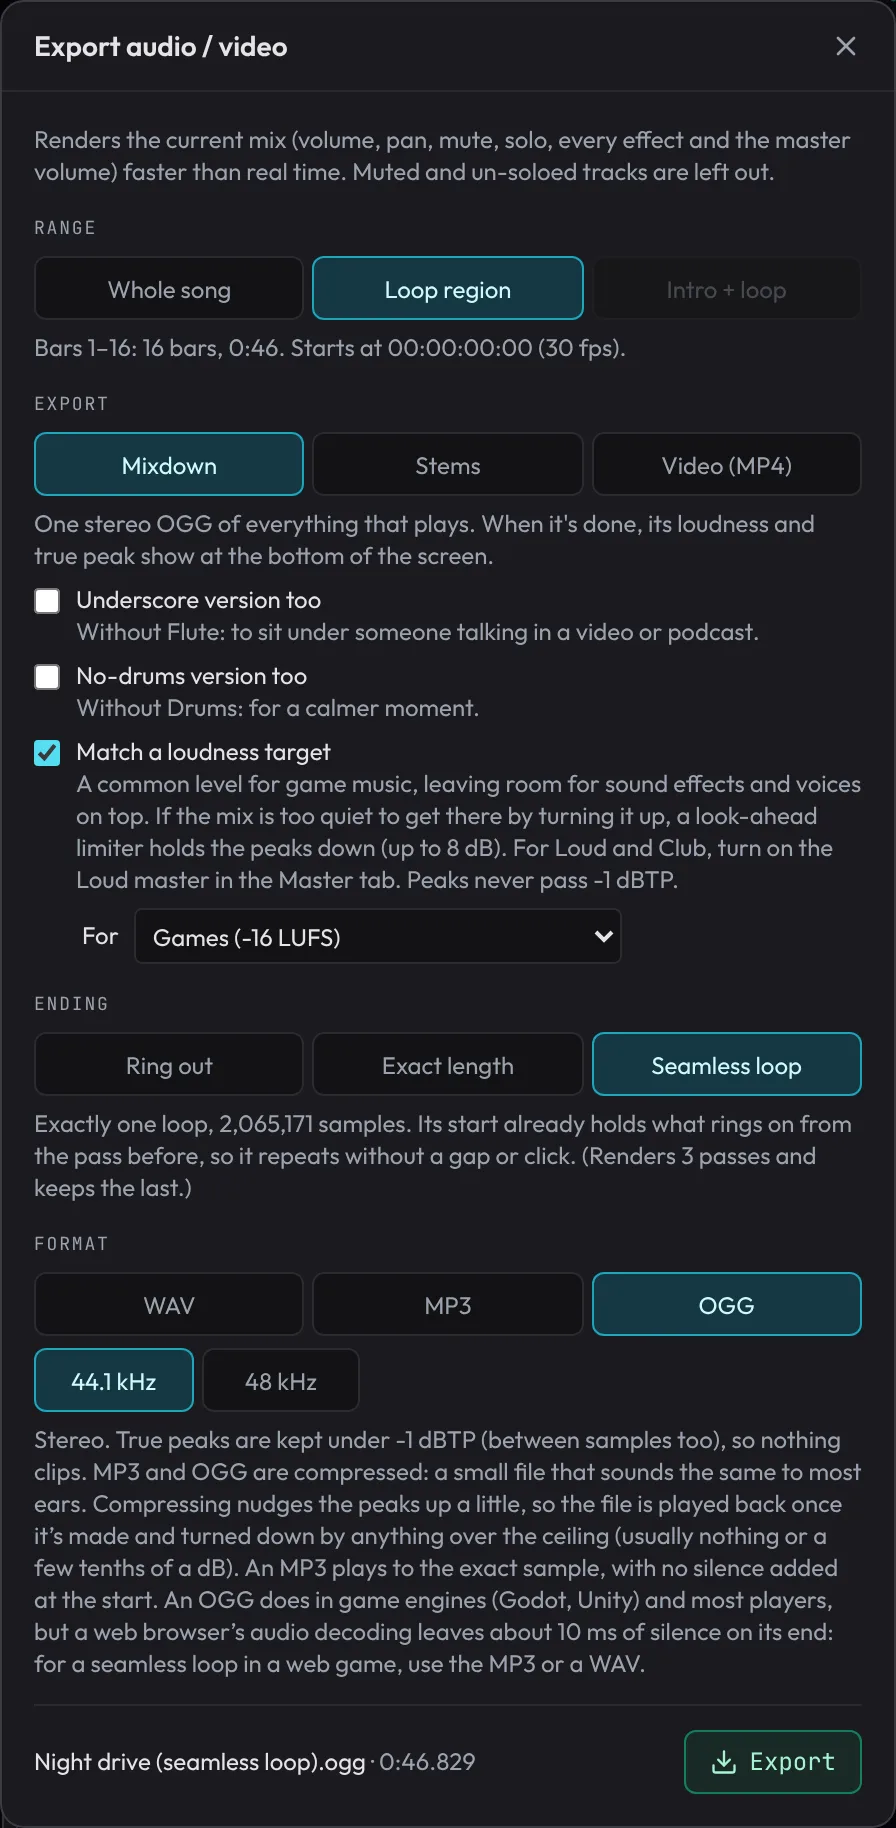 Export audio / video
Renders the current mix (volume, pan, mute, solo, every effect and the master
volume) faster than real time. Muted and un-soloed tracks are left out.
RANGE
Whole song
Loop region
Intro + loop
Bars 1–16: 16 bars, 0:46. Starts at 00:00:00:00 (30 fps).
EXPORT
Mixdown
Stems
Video (MP4)
One stereo OGG of everything that plays. When it's done, its loudness and
true peak show at the bottom of the screen.
Underscore version too
Without Flute: to sit under someone talking in a video or podcast.
No-drums version too
Without Drums: for a calmer moment.
Match a loudness target
A common level for game music, leaving room for sound effects and voices
on top. If the mix is too quiet to get there by turning it up, a look-ahead
limiter holds the peaks down (up to 8 dB). For Loud and Club, turn on the
Loud master in the Master tab. Peaks never pass -1 dBTP.
For
Games (-16 LUFS)
ENDING
Ring out
Exact length
Seamless loop
Exactly one loop, 2,065,171 samples. Its start already holds what rings on from
the pass before, so it repeats without a gap or click. (Renders 3 passes and
keeps the last.)
FORMAT
WAV
MP3
OGG
44.1 kHz
48 kHz
Stereo. True peaks are kept under -1 dBTP (between samples too), so nothing
clips. MP3 and OGG are compressed: a small file that sounds the same to most
ears. Compressing nudges the peaks up a little, so the file is played back once
it’s made and turned down by anything over the ceiling (usually nothing or a
few tenths of a dB). An MP3 plays to the exact sample, with no silence added
at the start. An OGG does in game engines (Godot, Unity) and most players,
but a web browser’s audio decoding leaves about 10 ms of silence on its end:
for a seamless loop in a web game, use the MP3 or a WAV.
Night drive (seamless loop).ogg · 0:46.829
Export